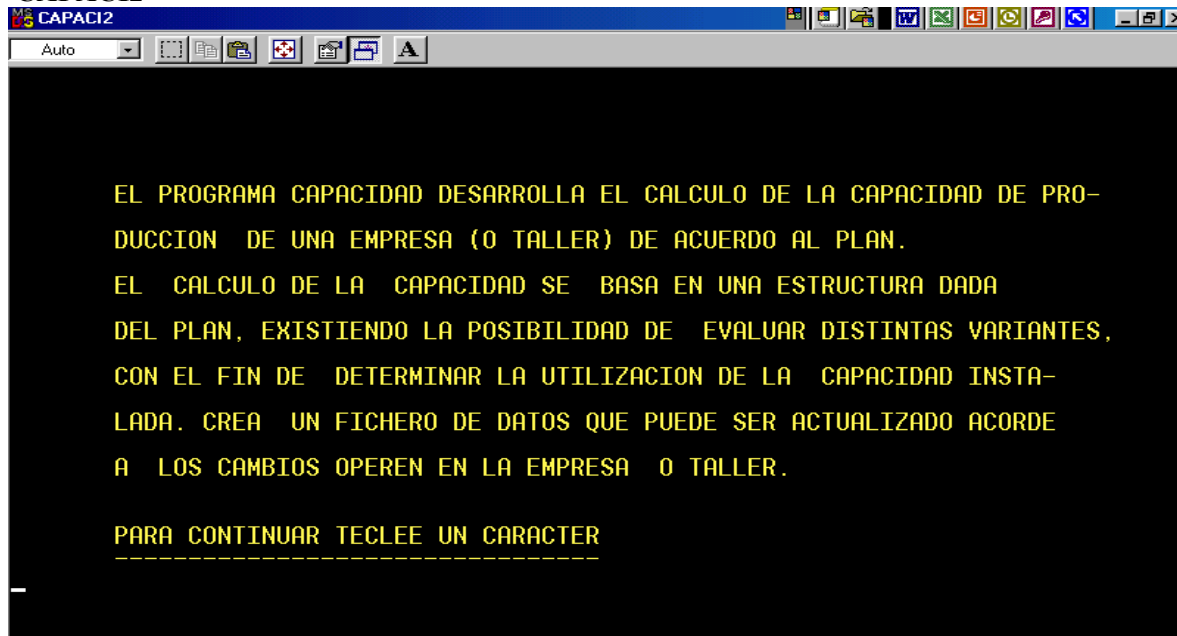 CAPACI2
Auto
A
EL PROGRAMA CAPACIDAD DESARROLLA EL CALCULO DE LA CAPACIDAD DE PRO-
DUCCION DE UNA EMPRESA (O TALLER) DE ACUERDO AL PLAN.
EL CALCULO DE LA CAPACIDAD SE BASA EN UNA ESTRUCTURA DADA
DEL PLAN, EXISTIENDO LA POSIBILIDAD DE EVALUAR DISTINTAS VARIANTES,
CON EL FIN DE DETERMINAR LA UTILIZACION DE LA CAPACIDAD INSTA-
LADA. CREA UN FICHERO DE DATOS QUE PUEDE SER ACTUALIZADO ACORDE
A LOS CAMBIOS OPEREN EN LA EMPRESA O TALLER.
PARA CONTINUAR TECLEE UN CARACTER
---------------------------------